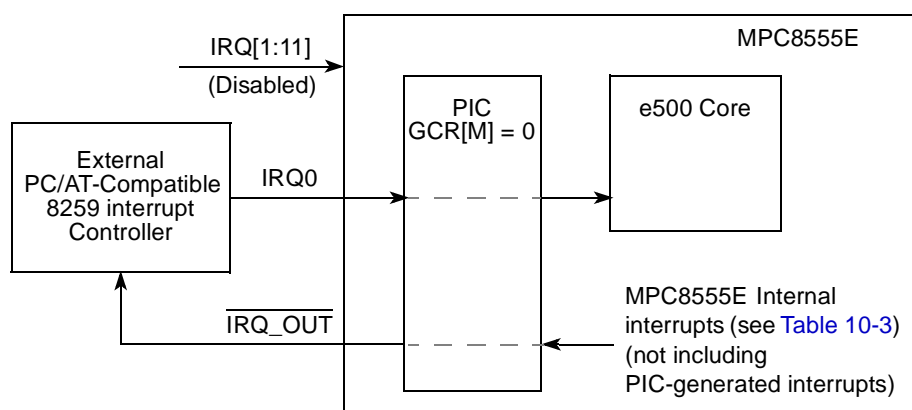 IRQ[1:11]
(Disabled)
MPC8555E
PIC
GCR[M] = 0
e500 Core
External
PC/AT-Compatible
8259 interrupt
Controller
IRQ0
IRQ_OUT
MPC8555E Internal
interrupts (see Table 10-3)
(not including
PIC-generated interrupts)